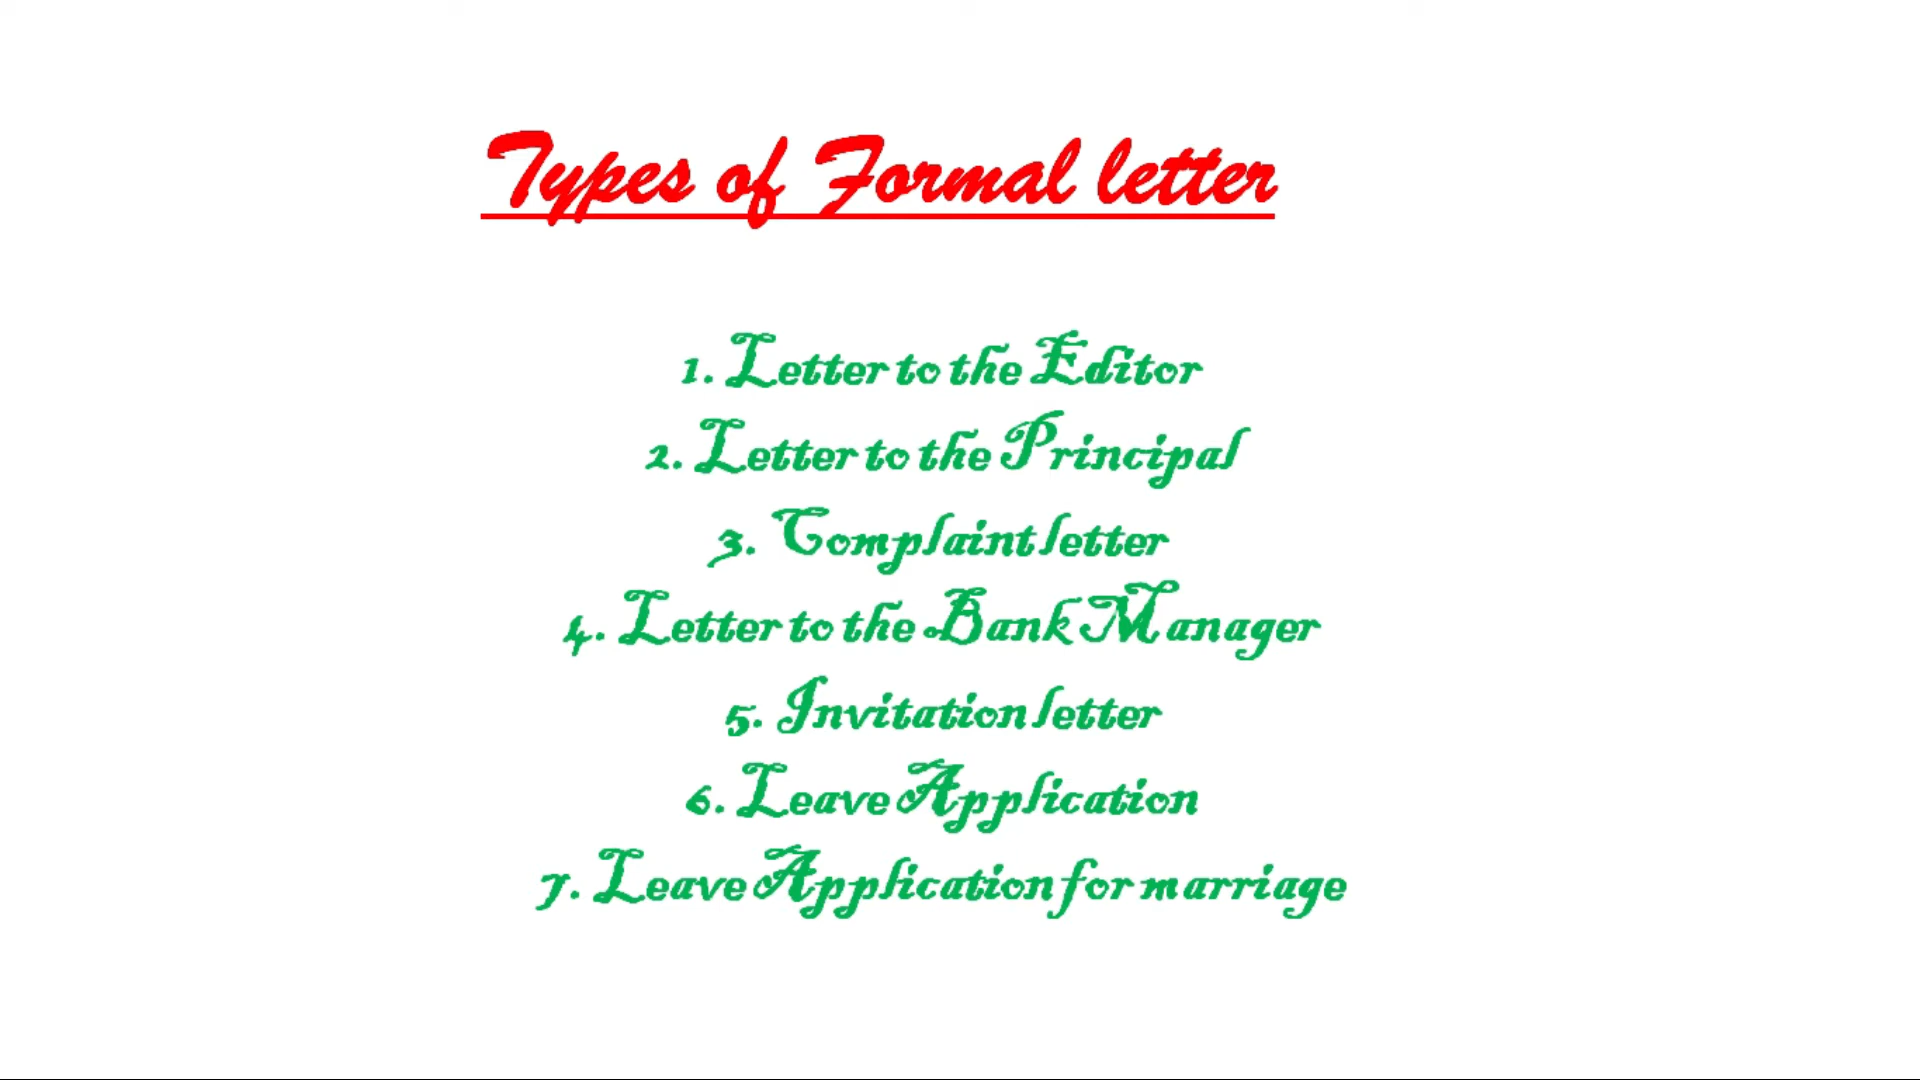 Types of Formal letter
1. Letter to the Editor
2. Letter to the Principal
3. Complaint letter
4. Letter to the Bank Manager
5. Invitation letter
6. Leave Application
7. Leave Application for marriage